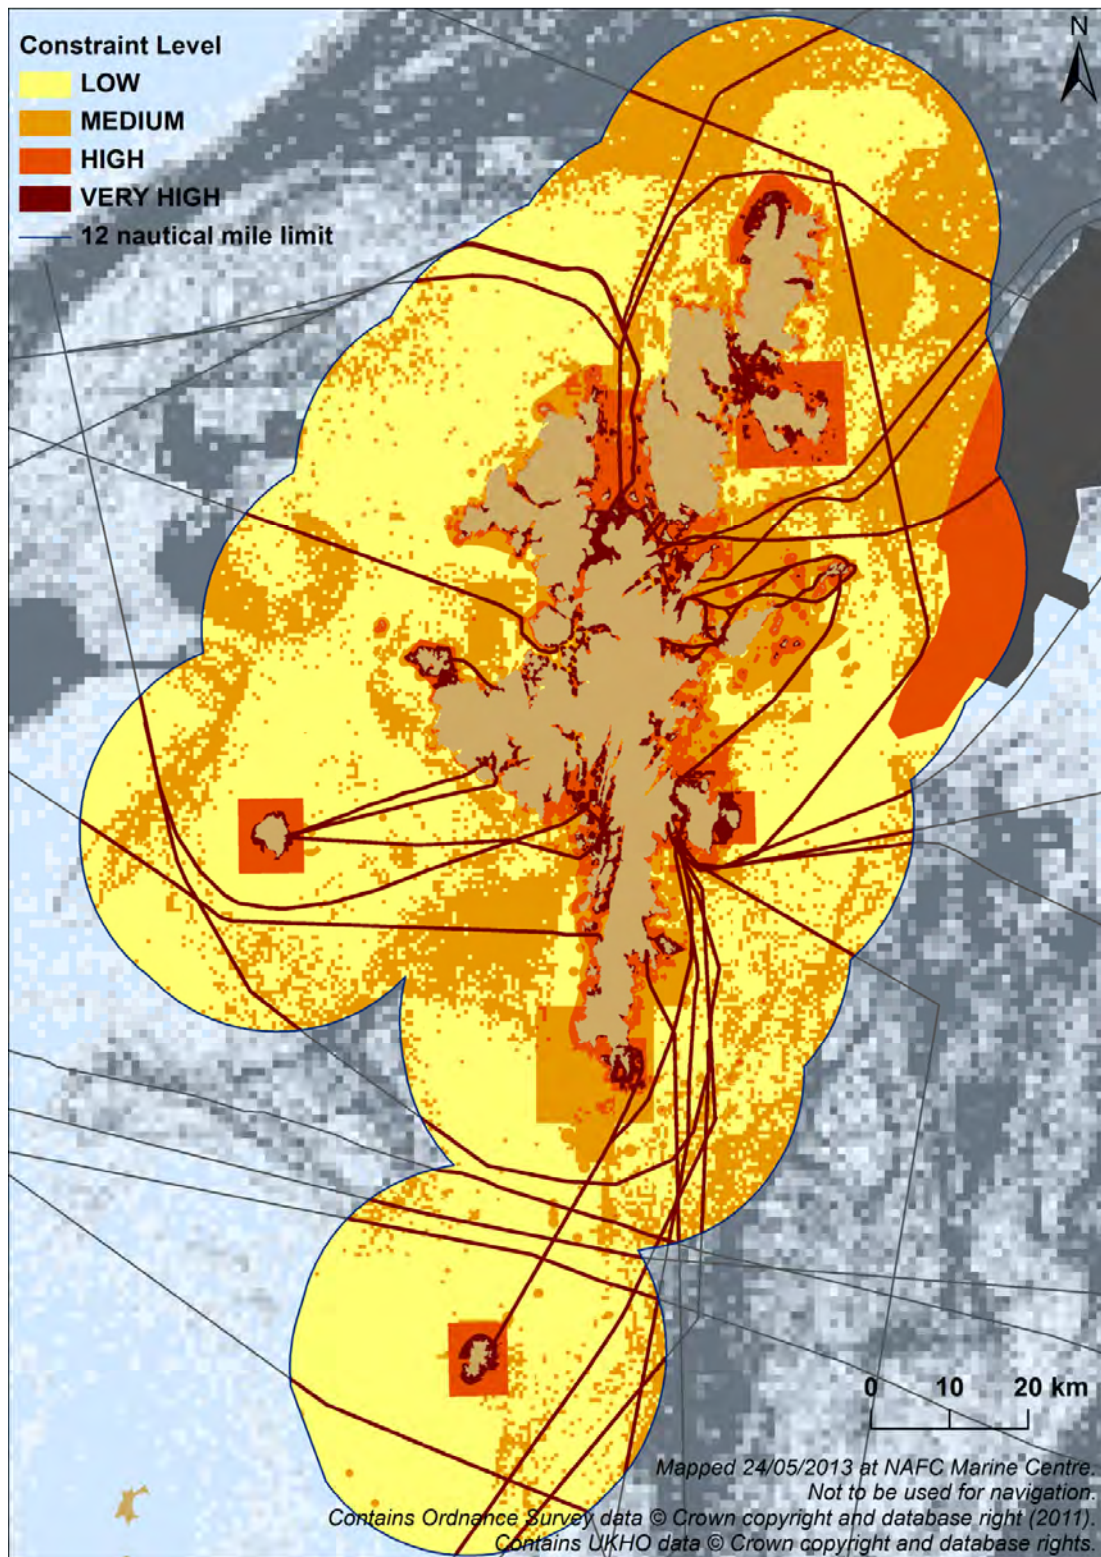 Constraint Level
LOW
MEDIUM
HIGH
VERY HIGH
12 nautical mile limit
N
0 10 20 km
Mapped 24/05/2013 at NAFC Marine Centre.
Not to be used for navigation.
Contains Ordnance Survey data © Crown copyright and database right (2011).
Contains UKHO data © Crown copyright and database rights.